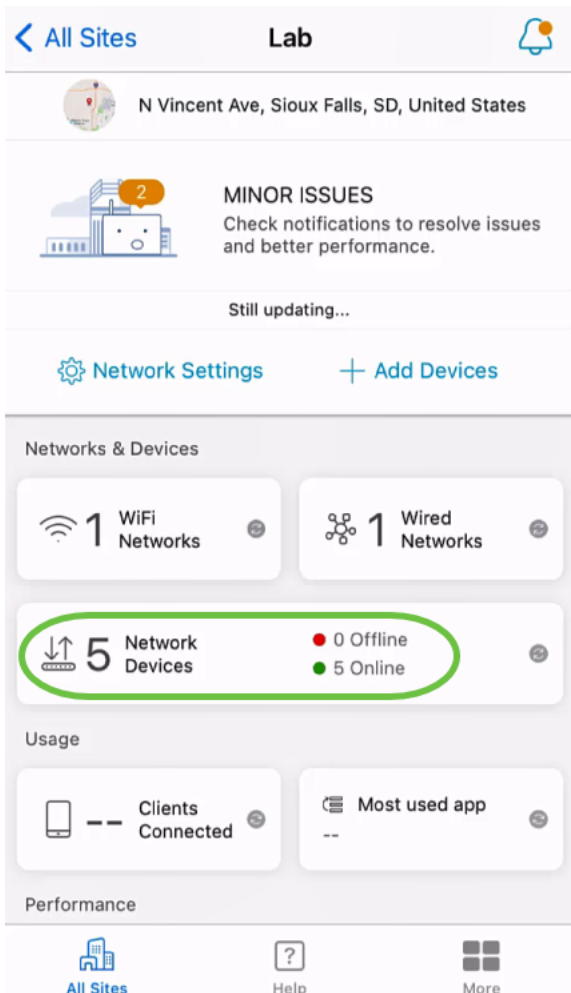 All Sites
Lab
N Vincent Ave, Sioux Falls, SD, United States
2
MINOR ISSUES
Check notifications to resolve issues
and better performance.
Still updating...
Network Settings
Add Devices
Networks & Devices
1 WiFi
Networks
1 Wired
Networks
5 Network
Devices
0 Offline
5 Online
Usage
-- Clients
Connected
Most used app
--
Performance
All Sites
?
Help
More